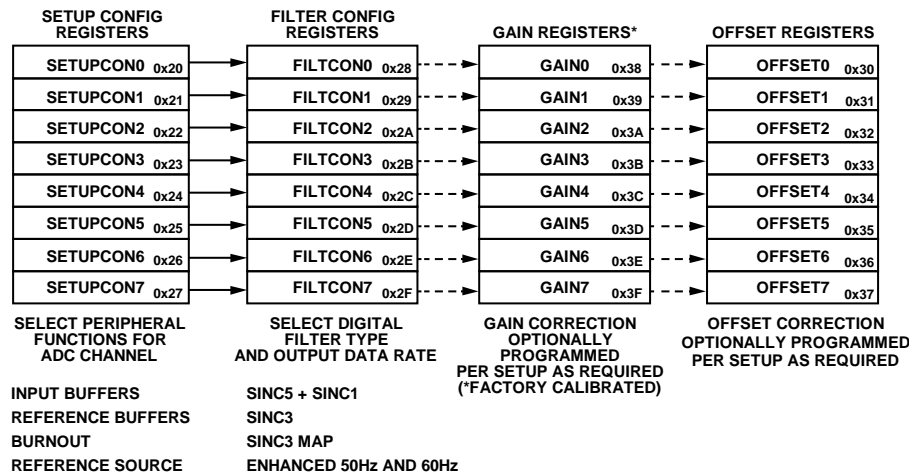 SETUP CONFIG
REGISTERS
SETUPCON0 0x20
SETUPCON1 0x21
SETUPCON2 0x22
SETUPCON3 0x23
SETUPCON4 0x24
SETUPCON5 0x25
SETUPCON6 0x26
SETUPCON7 0x27
SELECT PERIPHERAL
FUNCTIONS FOR
ADC CHANNEL
INPUT BUFFERS
REFERENCE BUFFERS
BURNOUT
REFERENCE SOURCE
FILTER CONFIG
REGISTERS
FILTCON0 0x28
FILTCON1 0x29
FILTCON2 0x2A
FILTCON3 0x2B
FILTCON4 0x2C
FILTCON5 0x2D
FILTCON6 0x2E
FILTCON7 0x2F
SELECT DIGITAL
FILTER TYPE
AND OUTPUT DATA RATE
SINC5 + SINC1
SINC3
SINC3 MAP
ENHANCED 50Hz AND 60Hz
GAIN REGISTERS*
GAIN0 0x38
GAIN1 0x39
GAIN2 0x3A
GAIN3 0x3B
GAIN4 0x3C
GAIN5 0x3D
GAIN6 0x3E
GAIN7 0x3F
GAIN CORRECTION
OPTIONALLY
PROGRAMMED
PER SETUP AS REQUIRED
(*FACTORY CALIBRATED)
OFFSET REGISTERS
OFFSET0 0x30
OFFSET1 0x31
OFFSET2 0x32
OFFSET3 0x33
OFFSET4 0x34
OFFSET5 0x35
OFFSET6 0x36
OFFSET7 0x37
OFFSET CORRECTION
OPTIONALLY PROGRAMMED
PER SETUP AS REQUIRED